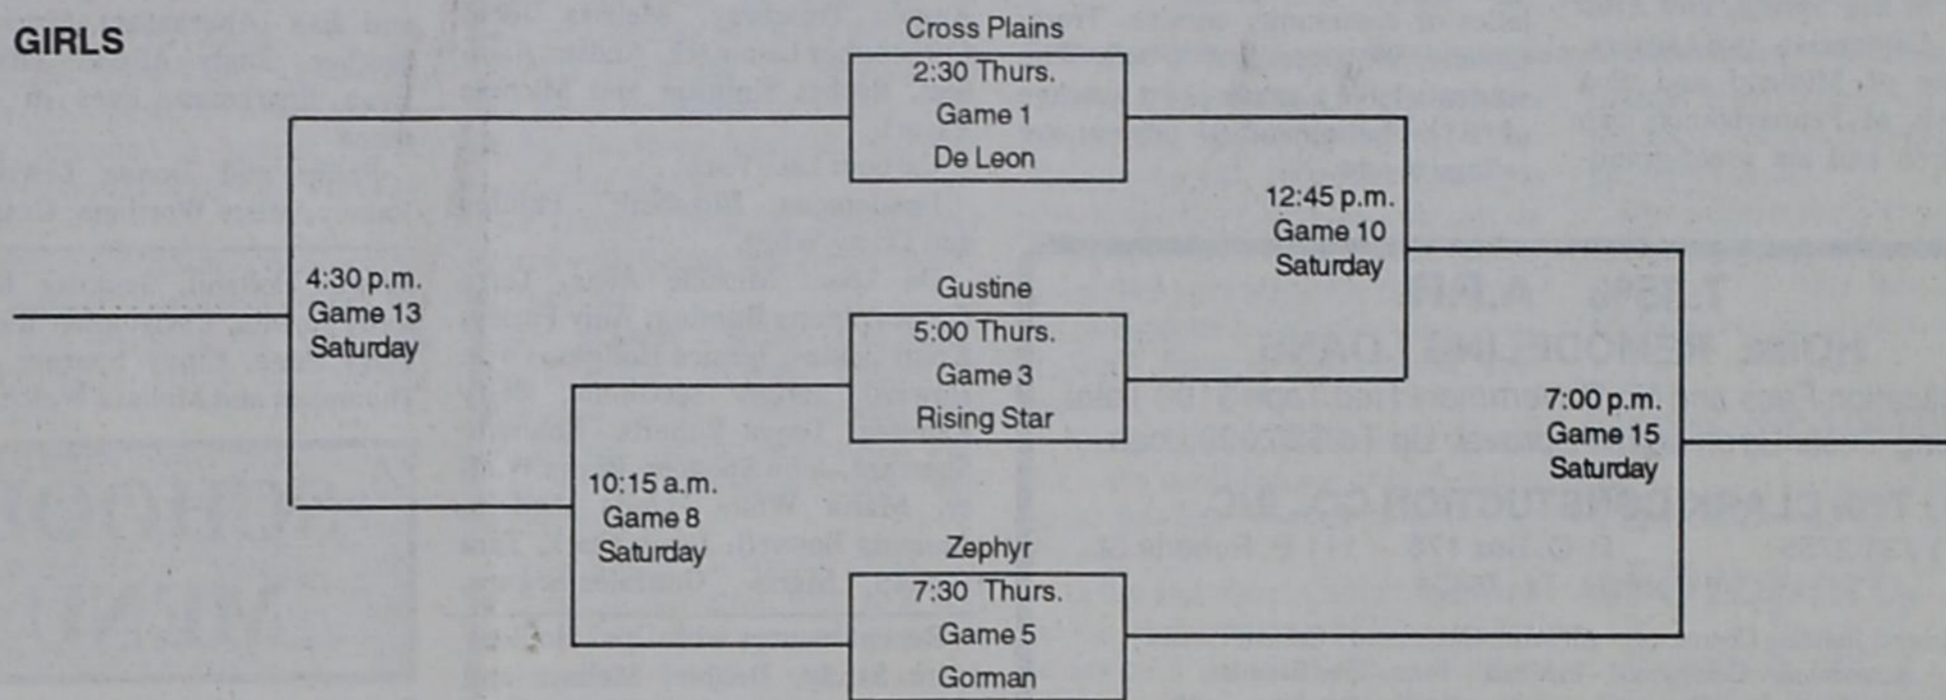 GIRLS
Cross Plains
2:30 Thurs.
Game 1
De Leon
12:45 p.m.
Game 10
Saturday
4:30 p.m.
Game 13
Saturday
Gustine
5:00 Thurs.
Game 3
Rising Star
7:00 p.m.
Game 15
Saturday
10:15 a.m.
Game 8
Saturday
Zephyr
7:30 Thurs.
Game 5
Gorman